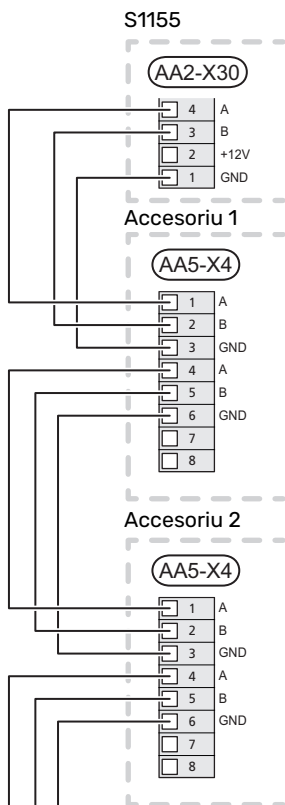 S1155
AA2-X30
4 A
3 B
2 +12V
1 GND
Accesoriu 1
AA5-X4
1 A
2 B
3 GND
4 A
5 B
6 GND
7
8
Accesoriu 2
AA5-X4
1 A
2 B
3 GND
4 A
5 B
6 GND
7
8